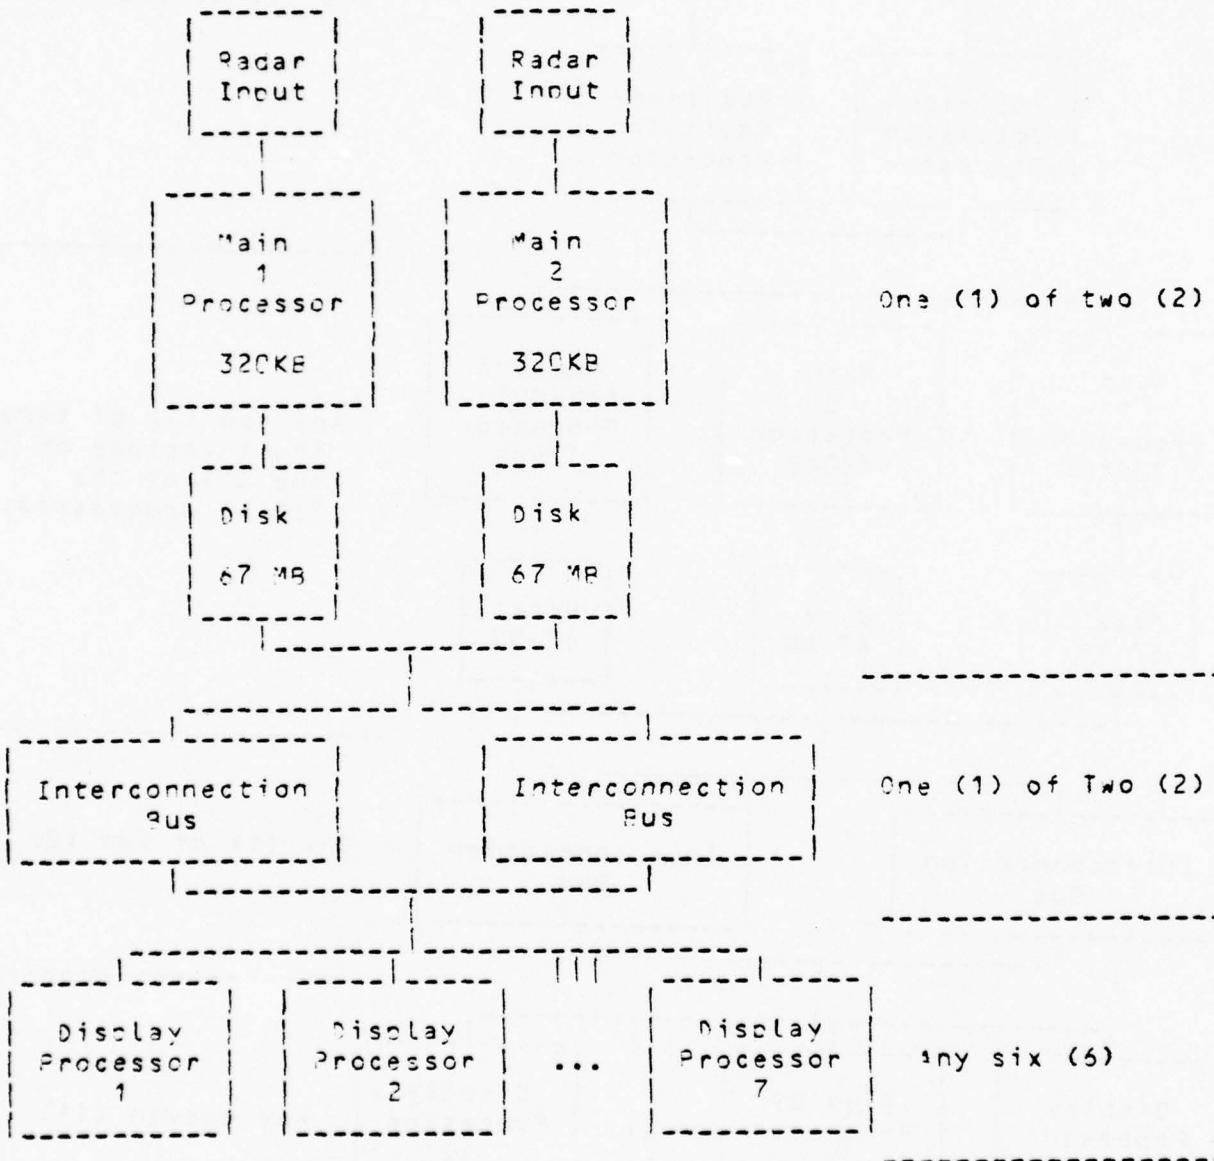 Radar
Input
Radar
Input
Main
1
Processor
320KB
Main
2
Processor
320KB
One (1) of two (2)
Disk
67 MB
Disk
67 MB
Interconnection
Bus
Interconnection
Bus
One (1) of Two (2)
Display
Processor
1
Display
Processor
2
...
Display
Processor
7
Any six (6)